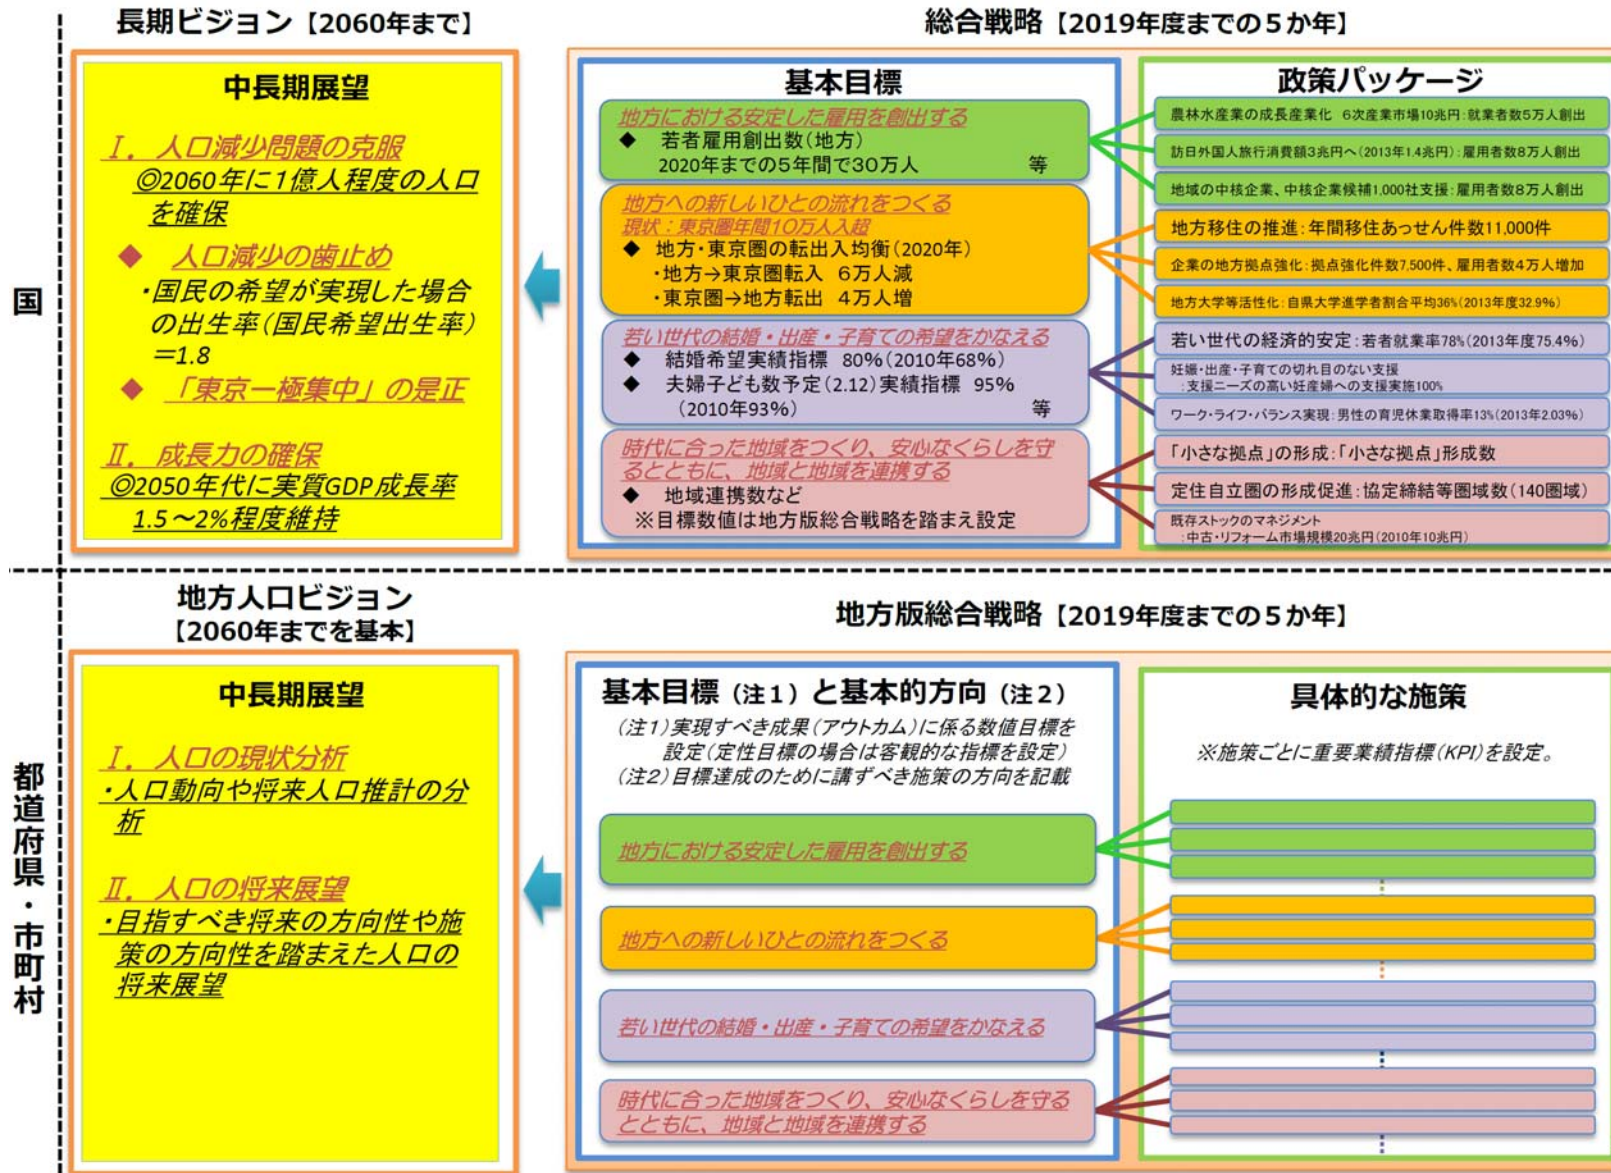 長期ビジョン【2060年まで】
総合戦略【2019年度までの5か年】
国
中長期展望
Ⅰ．人口減少問題の克服
◎2060年に1億人程度の人口
を確保
◆ 人口減少の歯止め
・国民の希望が実現した場合
の出生率(国民希望出生率)
＝1.8
◆ 「東京一極集中」の是正
Ⅱ．成長力の確保
◎2050年代に実質GDP成長率
1.5～2%程度維持
基本目標
地方における安定した雇用を創出する
◆ 若者雇用創出数(地方)
2020年までの5年間で30万人 等
地方への新しいひとの流れをつくる
現状：東京圏年間10万人入超
◆ 地方・東京圏の転出入均衡(2020年)
・地方→東京圏転入 6万人減
・東京圏→地方転出 4万人増
若い世代の結婚・出産・子育ての希望をかなえる
◆ 結婚希望実績指標 80%(2010年68%)
◆ 夫婦子ども数予定(2.12)実績指標 95%
(2010年93%) 等
時代に合った地域をつくり、安心なくらしを守
るとともに、地域と地域を連携する
◆ 地域連携数など
※目標数値は地方版総合戦略を踏まえ設定
政策パッケージ
農林水産業の成長産業化 6次産業市場10兆円：就業者数5万人創出
訪日外国人旅行消費額3兆円へ(2013年1.4兆円)：雇用者数8万人創出
地域の中核企業、中核企業候補1,000社支援：雇用者数8万人創出
地方移住の推進：年間移住あっせん件数11,000件
企業の地方拠点強化：拠点強化件数7,500件、雇用者数4万人増加
地方大学等活性化：自県大学進学者割合平均36%(2013年度32.9%)
若い世代の経済的安定：若者就業率78%(2013年度75.4%)
妊娠・出産・子育ての切れ目のない支援
：支援ニーズの高い妊産婦への支援実施100%
ワーク・ライフ・バランス実現：男性の育児休業取得率13%(2013年2.03%)
「小さな拠点」の形成：「小さな拠点」形成数
定住自立圏の形成促進：協定締結等圏域数(140圏域)
既存ストックのマネジメント
：中古・リフォーム市場規模20兆円(2010年10兆円)
地方人口ビジョン
【2060年までを基本】
地方版総合戦略【2019年度までの5か年】
都道府県・市町村
中長期展望
Ⅰ．人口の現状分析
・人口動向や将来人口推計の分
析
Ⅱ．人口の将来展望
・目指すべき将来の方向性や施
策の方向性を踏まえた人口の
将来展望
基本目標（注1）と基本的方向（注2）
(注1)実現すべき成果(アウトカム)に係る数値目標を
設定(定性目標の場合は客観的な指標を設定)
(注2)目標達成のために講ずべき施策の方向を記載
地方における安定した雇用を創出する
地方への新しいひとの流れをつくる
若い世代の結婚・出産・子育ての希望をかなえる
時代に合った地域をつくり、安心なくらしを守る
とともに、地域と地域を連携する
具体的な施策
※施策ごとに重要業績指標(KPI)を設定。